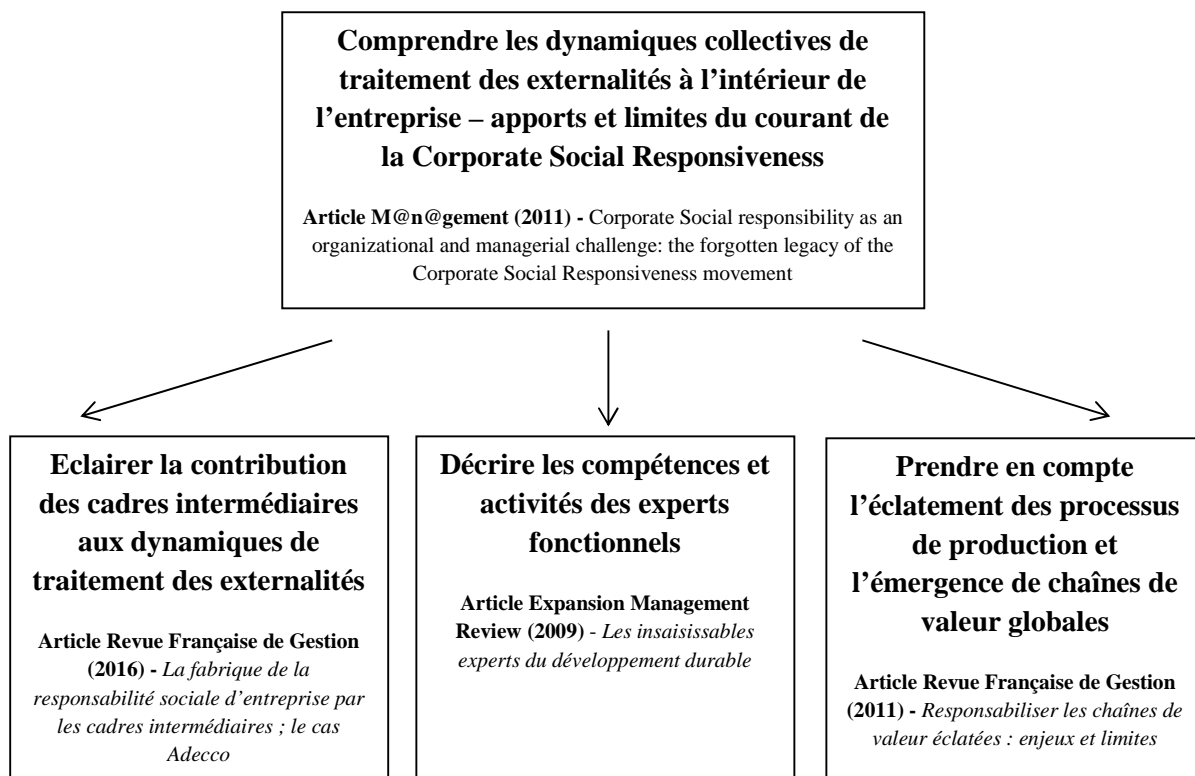 Comprendre les dynamiques collectives de
traitement des externalités à l'intérieur de
l'entreprise – apports et limites du courant de
la Corporate Social Responsiveness
Article M@n@gement (2011) - Corporate Social responsibility as an
organizational and managerial challenge: the forgotten legacy of the
Corporate Social Responsiveness movement
Eclairer la contribution
des cadres intermédiaires
aux dynamiques de
traitement des externalités
Article Revue Française de Gestion
(2016) - La fabrique de la
responsabilité sociale d'entreprise par
les cadres intermédiaires ; le cas
Adecco
Décrire les compétences et
activités des experts
fonctionnels
Article Expansion Management
Review (2009) - Les insaisissables
experts du développement durable
Prendre en compte
l'éclatement des processus
de production et
l'émergence de chaînes de
valeur globales
Article Revue Française de Gestion
(2011) - Responsabiliser les chaînes de
valeur éclatées : enjeux et limites